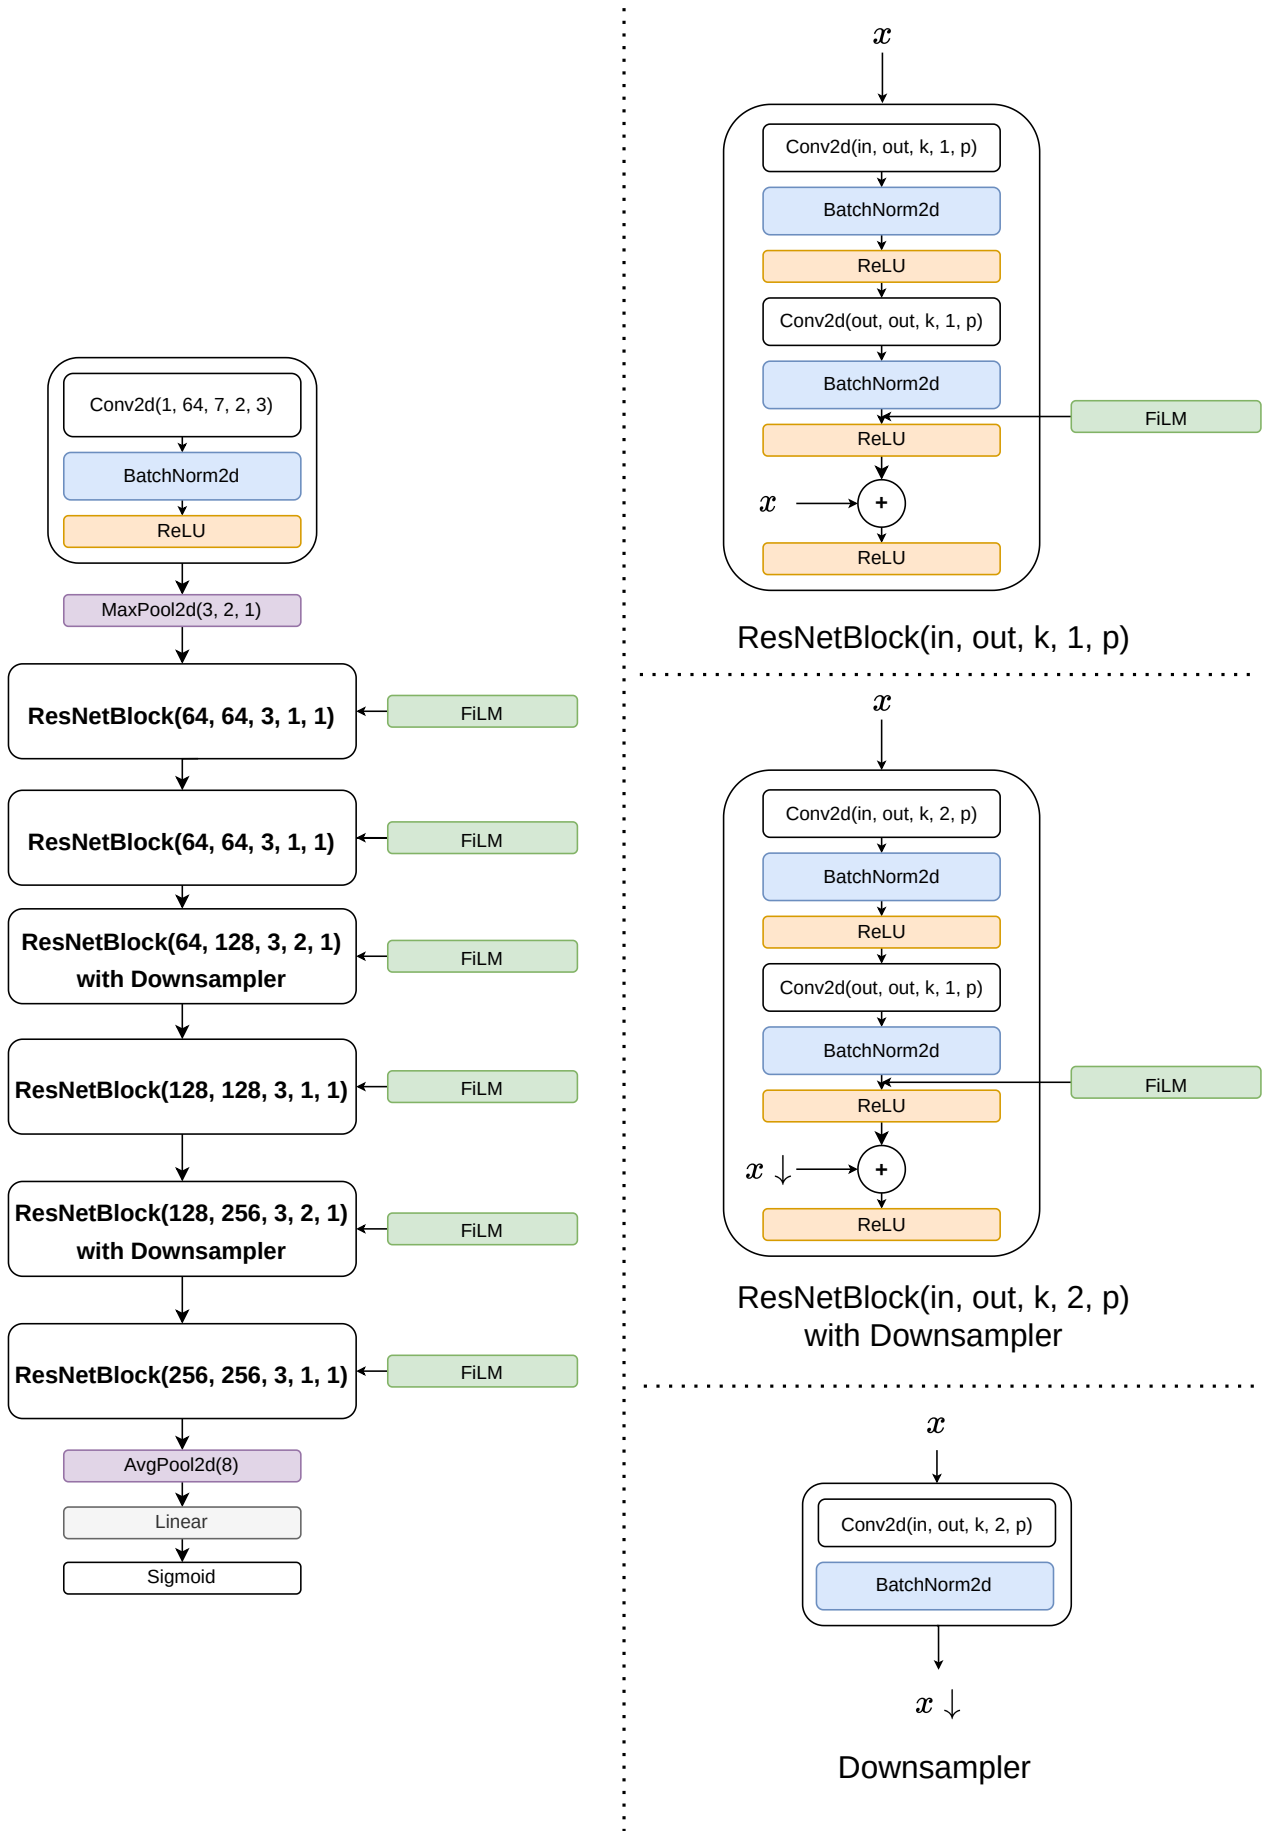 Conv2d(1, 64, 7, 2, 3)
BatchNorm2d
ReLU
MaxPool2d(3, 2, 1)
ResNetBlock(64, 64, 3, 1, 1)
FiLM
ResNetBlock(64, 64, 3, 1, 1)
FiLM
ResNetBlock(64, 128, 3, 2, 1)
with Downsampler
FiLM
ResNetBlock(128, 128, 3, 1, 1)
FiLM
ResNetBlock(128, 256, 3, 2, 1)
with Downsampler
FiLM
ResNetBlock(256, 256, 3, 1, 1)
FiLM
AvgPool2d(8)
Linear
Sigmoid
x
Conv2d(in, out, k, 1, p)
BatchNorm2d
ReLU
Conv2d(out, out, k, 1, p)
BatchNorm2d
FiLM
ReLU
x +
ReLU
ResNetBlock(in, out, k, 1, p)
x
Conv2d(in, out, k, 2, p)
BatchNorm2d
ReLU
Conv2d(out, out, k, 1, p)
BatchNorm2d
FiLM
ReLU
x ↓ +
ReLU
ResNetBlock(in, out, k, 2, p)
with Downsampler
x
Conv2d(in, out, k, 2, p)
BatchNorm2d
x ↓
Downsampler